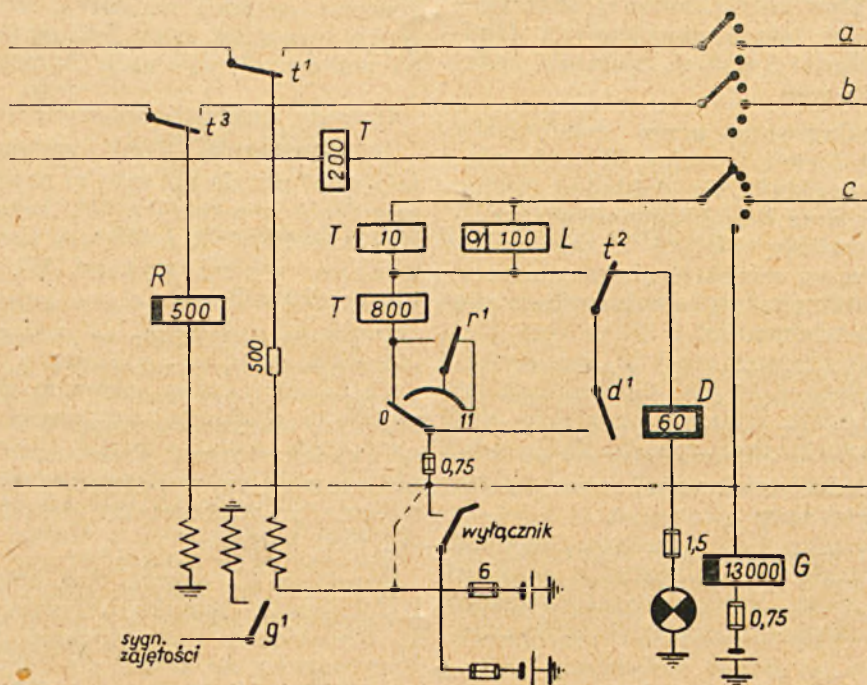 a
t¹
b
t³
T
200
c
T 10
100 L
t²
R
500
T 800
r¹
500
d¹
D
60
0 11
0,75
wyłącznik
1,5
6
13000 G
0,75
g¹
sygn.
zajętości